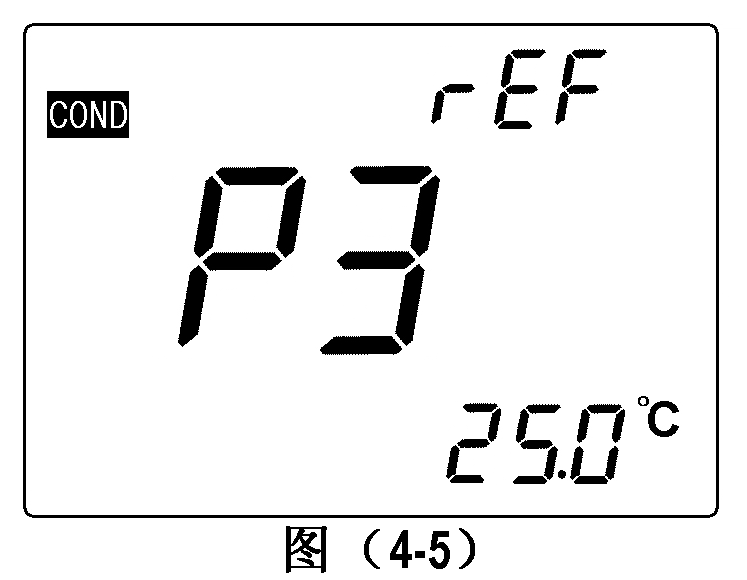 rEF
COND
P3
25.0 ℃
图（4-5）